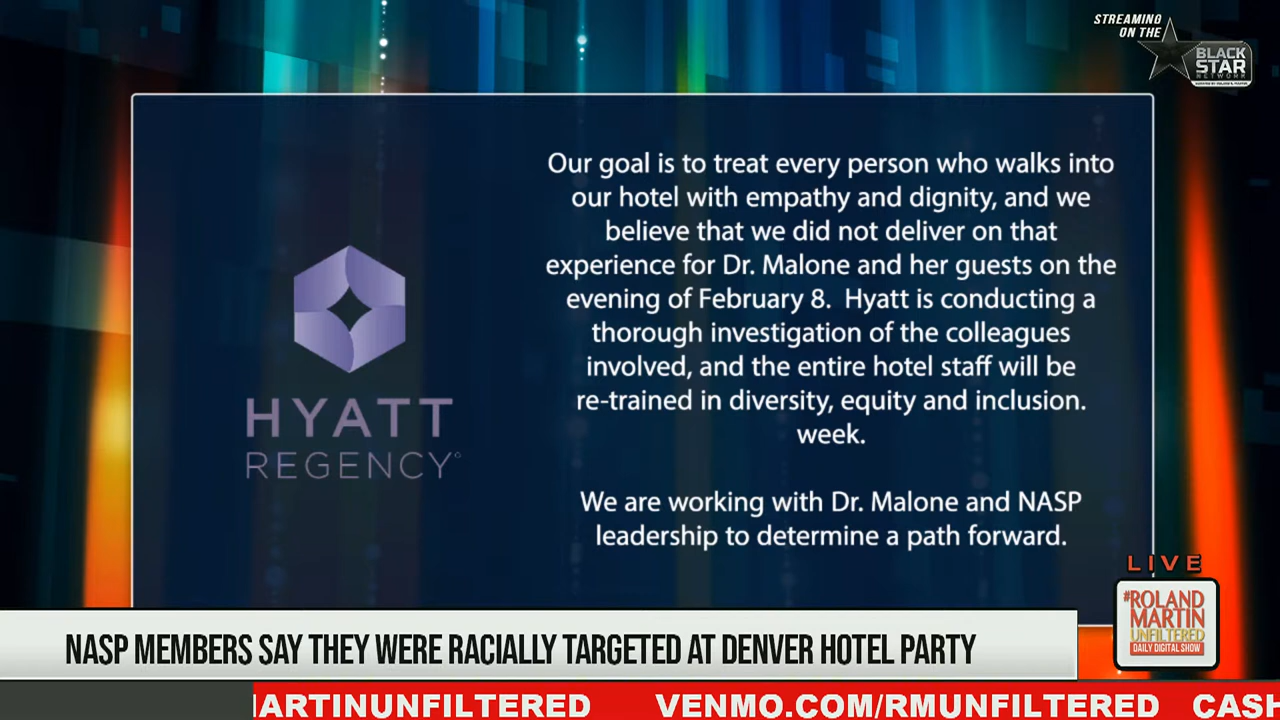 STREAMING
ON THE
BLACK
STAR
NETWORK
Our goal is to treat every person who walks into
our hotel with empathy and dignity, and we
believe that we did not deliver on that
experience for Dr. Malone and her guests on the
evening of February 8.  Hyatt is conducting a
thorough investigation of the colleagues
involved, and the entire hotel staff will be
re-trained in diversity, equity and inclusion.
week.
We are working with Dr. Malone and NASP
leadership to determine a path forward.
HYATT
REGENCY
LIVE
#ROLAND
MARTIN
UNFILTERED
DAILY DIGITAL SHOW
NASP MEMBERS SAY THEY WERE RACIALLY TARGETED AT DENVER HOTEL PARTY
ARTINUNFILTERED VENMO.COM/RMUNFILTERED CASH